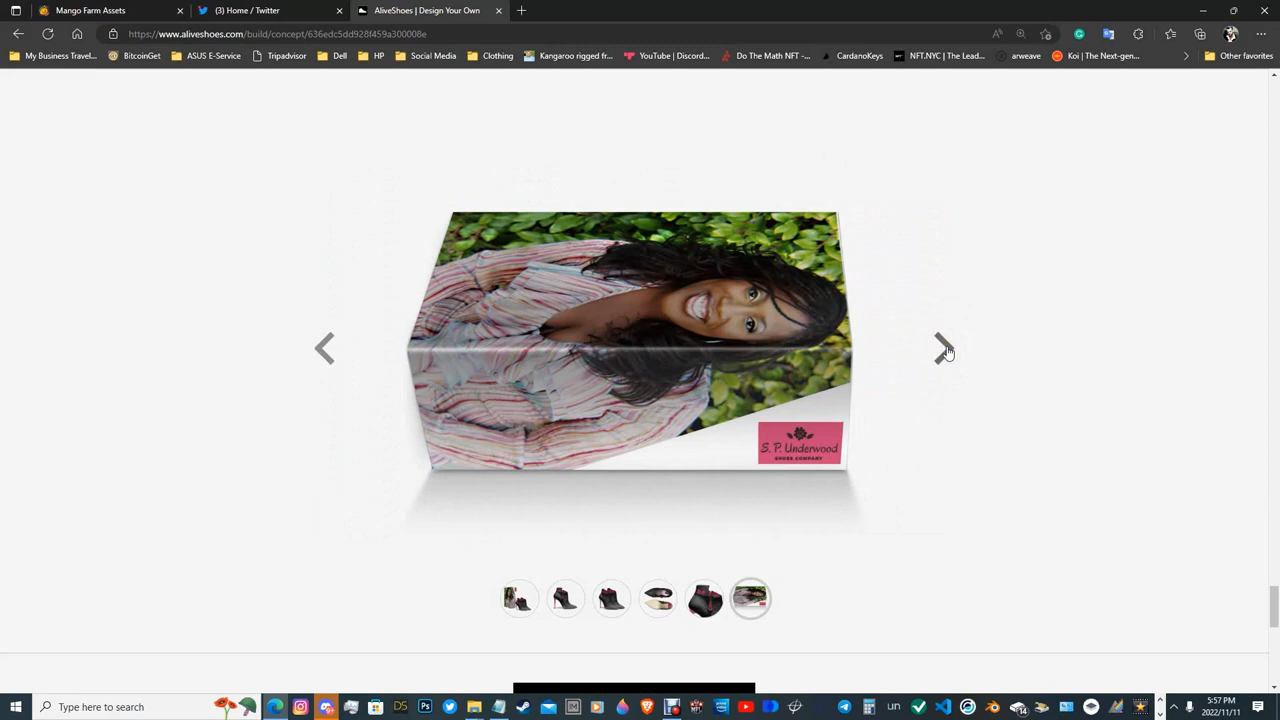 Mango Farm Assets
(3) Home / Twitter
AliveShoes | Design Your Own
https://www.aliveshoes.com/build/concept/636edc5dd928f459a300008e
My Business Travel...
BitcoinGet
ASUS E-Service
Tripadvisor
Dell
HP
Social Media
Clothing
Kangaroo rigged fr...
YouTube | Discord...
Do The Math NFT -...
CardanoKeys
NFT.NYC | The Lead...
arweave
Koi | The Next-gen...
Other favorites
S. P. Underwood
SHOES COMPANY
Type here to search
5:57 PM
2022/11/11